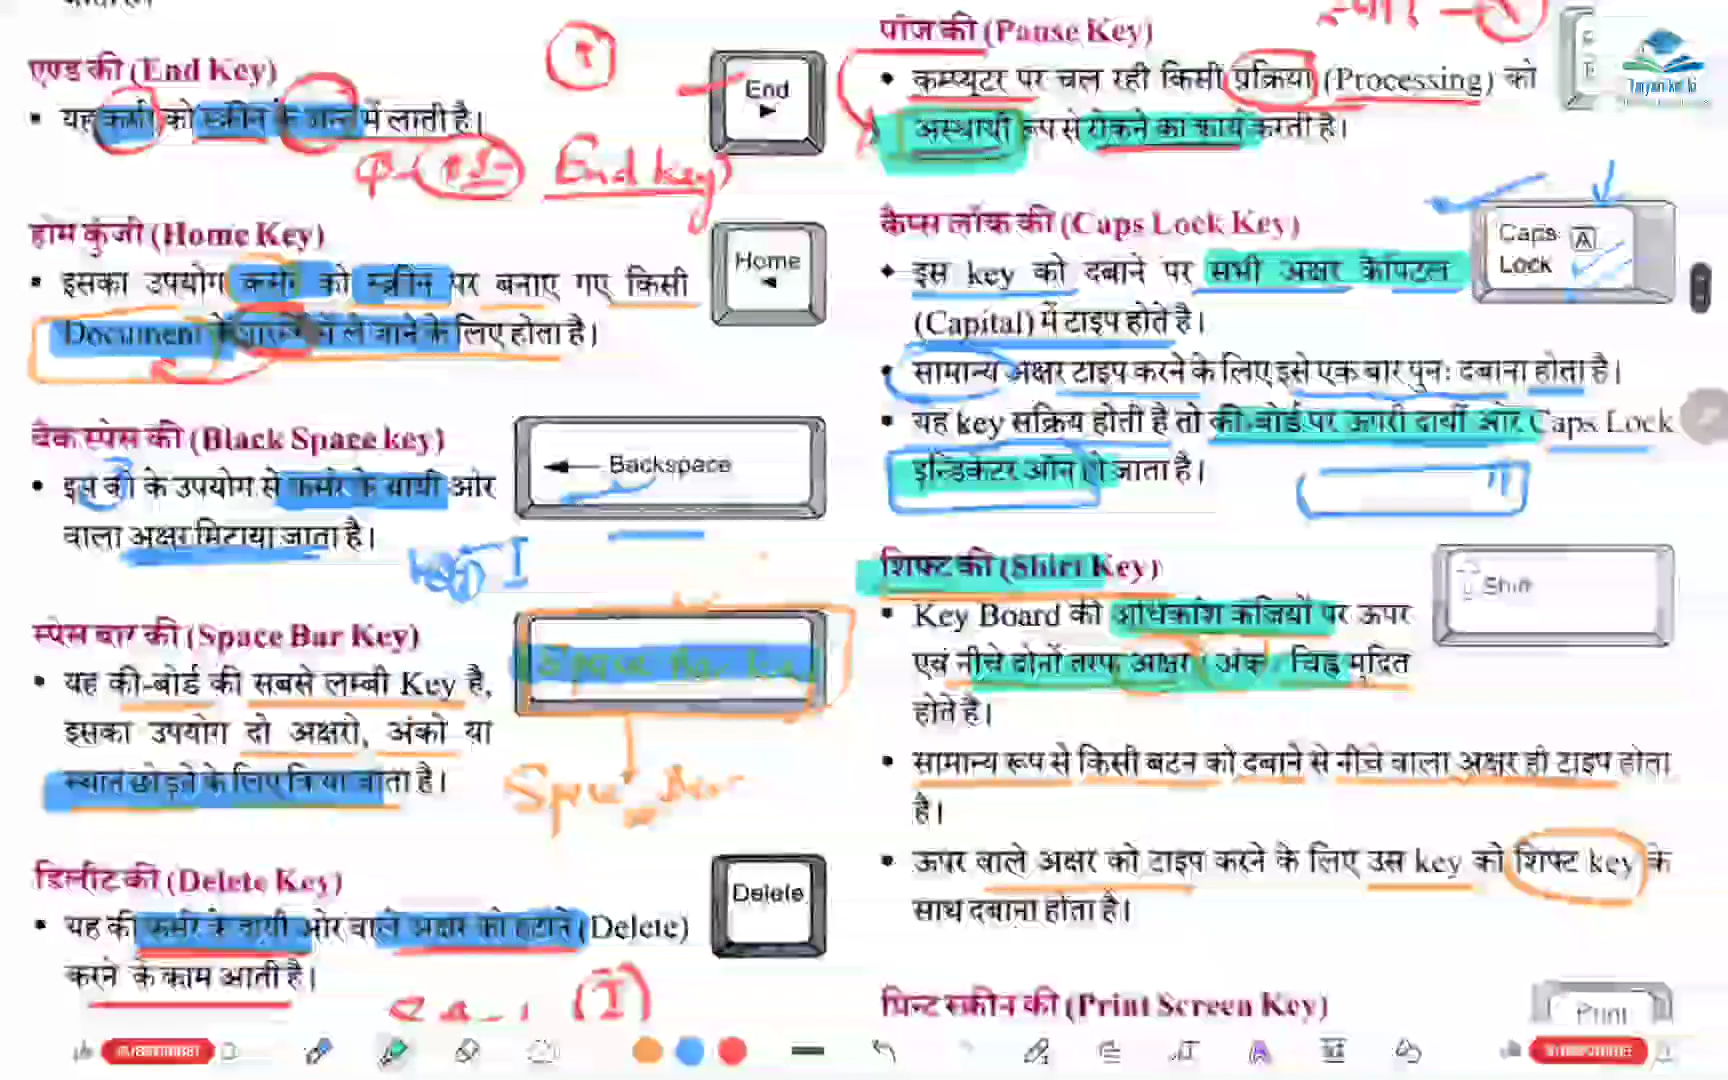 एण्ड की (End Key)
• यह कर्सर को स्क्रीन के अन्त में लाती है।
End
End key
होम कुंजी (Home Key)
• इसका उपयोग कर्सर को स्क्रीन पर बनाए गए किसी
Document के प्रारम्भ में ले जाने के लिए होता है।
Home
बैक स्पेस की (Black Space key)
• इस की के उपयोग से कर्सर के बायीं ओर
वाला अक्षर मिटाया जाता है।
Backspace
स्पेस बार की (Space Bar Key)
• यह की-बोर्ड की सबसे लम्बी Key है,
इसका उपयोग दो अक्षरो, अंको या
स्थान छोड़ने के लिए किया जाता है।
Space Bar
डिलीट की (Delete Key)
• यह की कर्सर के दायीं ओर वाले अक्षर को हटाने (Delete)
करने के काम आती है।
Delete
(I)
पॉज की (Pause Key)
• कम्प्यूटर पर चल रही किसी प्रक्रिया (Processing) को
अस्थायी रूप से रोकने का कार्य करती है।
कैप्स लॉक की (Caps Lock Key)
• इस key को दबाने पर सभी अक्षर कैपिटल
(Capital) में टाइप होते है।
• सामान्य अक्षर टाइप करने के लिए इसे एक बार पुनः दबाना होता है।
• यह key सक्रिय होती है तो की-बोर्ड पर ऊपरी दायीं ओर Caps Lock
इन्डिकेटर ऑन हो जाता है।
Caps A
Lock
शिफ्ट की (Shift Key)
• Key Board की अधिकांश कुंजियों पर ऊपर
एवं नीचे दोनों तरफ अक्षर अंक चिह्न मुद्रित
होते है।
Shift
• सामान्य रूप से किसी बटन को दबाने से नीचे वाला अक्षर ही टाइप होता
है।
• ऊपर वाले अक्षर को टाइप करने के लिए उस key को शिफ्ट key के
साथ दबाना होता है।
प्रिन्ट स्क्रीन की (Print Screen Key)
Print